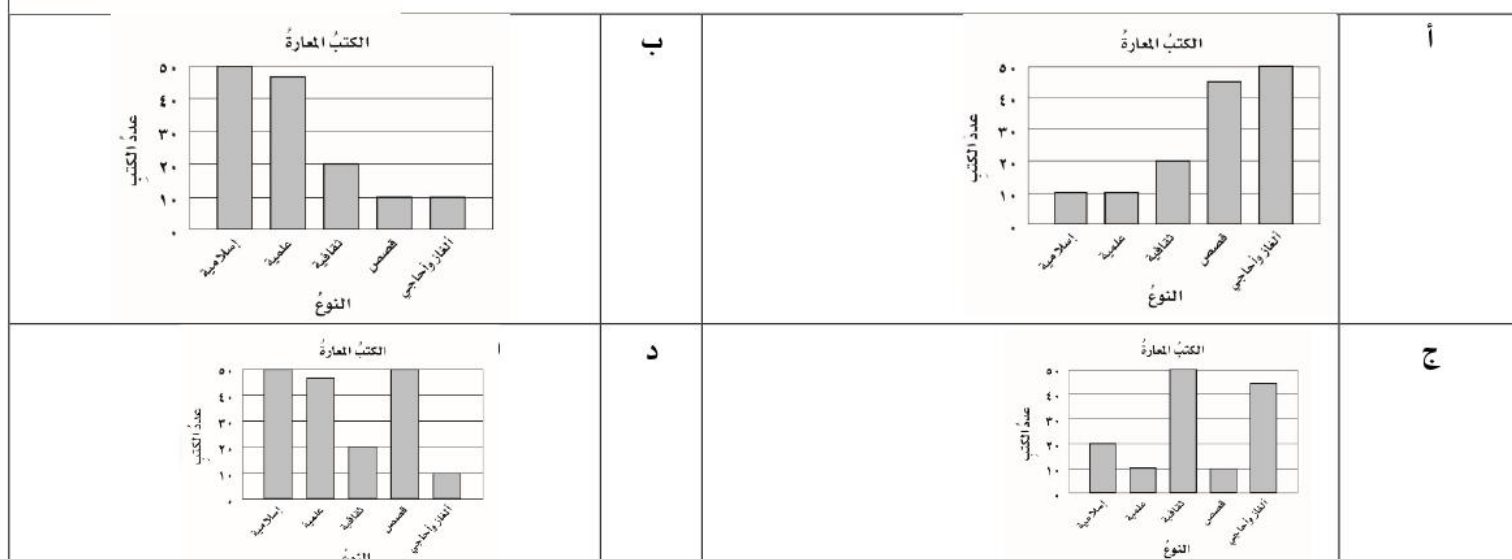 أ
الكتبُ المعارةُ
٥٠
٤٠
٣٠
٢٠
١٠
٠
عددُ الكتبِ
إسلامية
علمية
ثقافية
قصص
ألغاز وأحاجي
النوعُ
ب
الكتبُ المعارةُ
٥٠
٤٠
٣٠
٢٠
١٠
٠
عددُ الكتبِ
إسلامية
علمية
ثقافية
قصص
ألغاز وأحاجي
النوعُ
ج
الكتبُ المعارةُ
٥٠
٤٠
٣٠
٢٠
١٠
٠
عددُ الكتبِ
إسلامية
علمية
ثقافية
قصص
ألغاز وأحاجي
النوعُ
د
الكتبُ المعارةُ
٥٠
٤٠
٣٠
٢٠
١٠
٠
عددُ الكتبِ
إسلامية
علمية
ثقافية
قصص
ألغاز وأحاجي
النوعُ